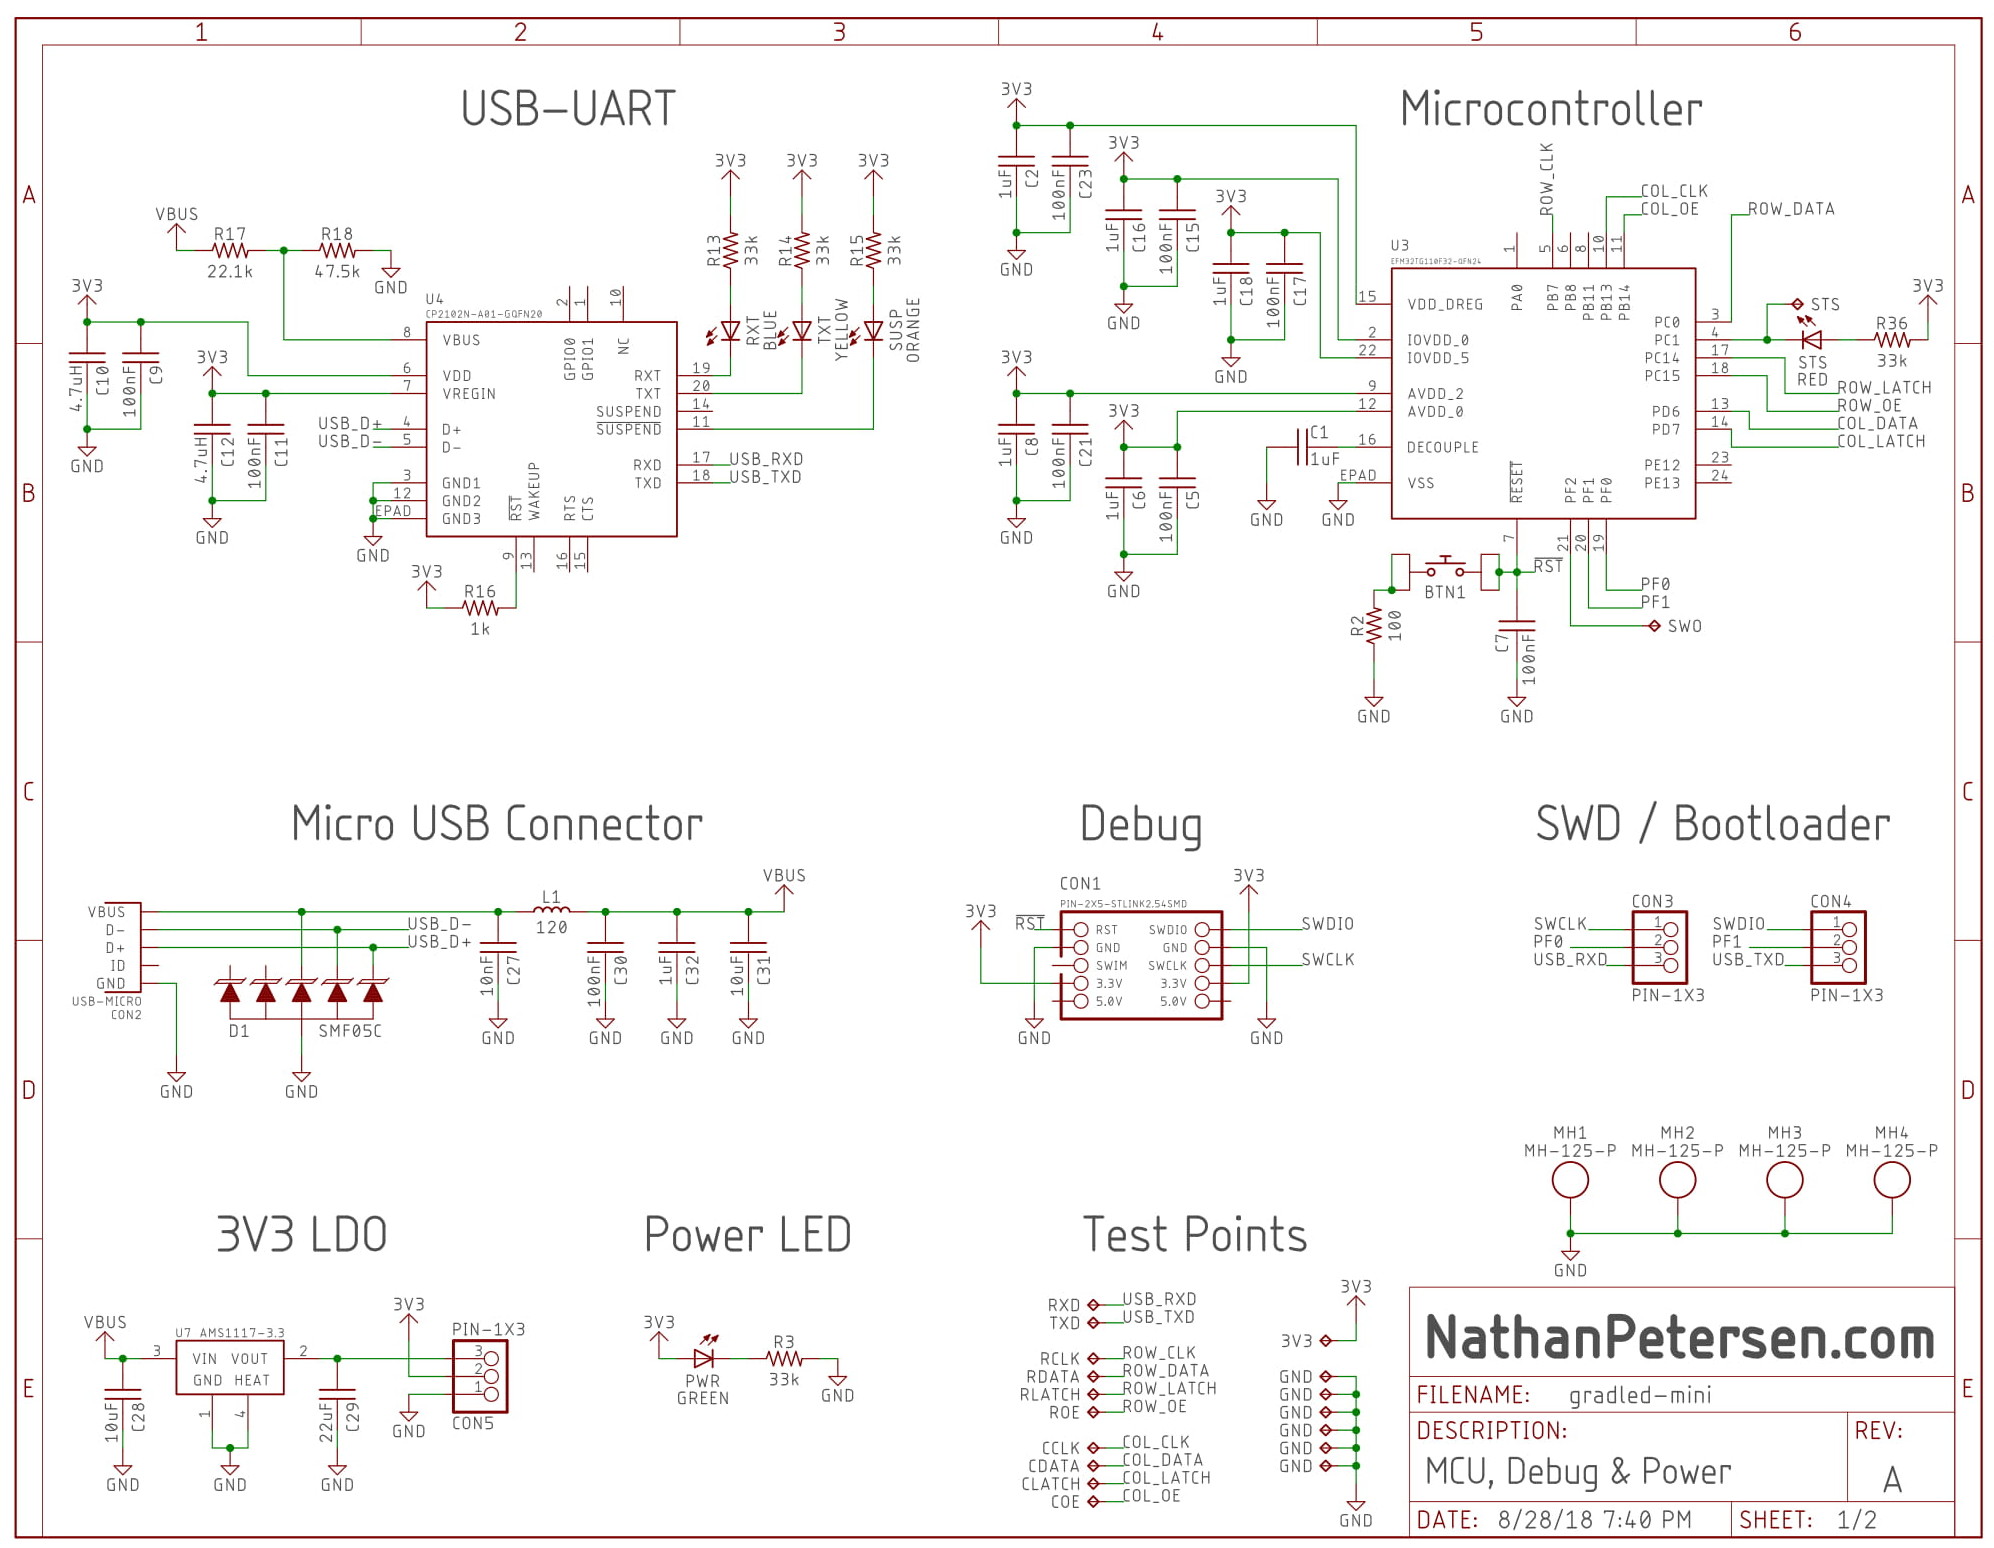 1 2 3 4 5 6
A
B
C
D
E
A
B
C
D
E
USB-UART
VBUS
R17
22.1k
R18
47.5k
GND
3V3
4.7uH
C10
100nF
C9
GND
3V3
4.7uH
C12
100nF
C11
GND
USB_D+
USB_D-
U4
CP2102N-A01-GQFN20
8 VBUS
6 VDD
7 VREGIN
4 D+
5 D-
3 GND1
12 GND2
EPAD GND3
GND
2 GPIO0
1 GPIO1
10 NC
RXT 19
TXT 20
SUSPEND 14
SUSPEND 11
RXD 17 USB_RXD
TXD 18 USB_TXD
RST 9
WAKEUP 13
RTS 16
CTS 15
3V3
R16
1k
3V3
R13
33k
RXT
BLUE
3V3
R14
33k
TXT
YELLOW
3V3
R15
33k
SUSP
ORANGE
Microcontroller
3V3
1uF
C2
100nF
C23
GND
3V3
1uF
C16
100nF
C15
GND
3V3
1uF
C18
100nF
C17
GND
3V3
1uF
C8
100nF
C21
GND
3V3
1uF
C6
100nF
C5
GND
C1
1uF
GND
EPAD
GND
U3
EFM32TG110F32-QFN24
15 VDD_DREG
2 IOVDD_0
22 IOVDD_5
9 AVDD_2
12 AVDD_0
16 DECOUPLE
VSS
1 PA0
5 PB7
6 PB8
8 PB11
10 PB13
11 PB14
ROW_CLK
COL_CLK
COL_OE
ROW_DATA
PC0 3
PC1 4
PC14 17
PC15 18
PD6 13
PD7 14
PE12 23
PE13 24
STS
STS
RED
R36
33k
3V3
ROW_LATCH
ROW_OE
COL_DATA
COL_LATCH
RESET 7
PF2 21
PF1 20
PF0 19
RST
PF0
PF1
SWO
BTN1
R2
100
GND
C7
100nF
GND
Micro USB Connector
VBUS
D-
D+
ID
GND
USB-MICRO
CON2
GND
D1
SMF05C
GND
USB_D-
USB_D+
L1
120
VBUS
10nF
C27
GND
100nF
C30
GND
1uF
C32
GND
10uF
C31
GND
Debug
CON1
PIN-2X5-STLINK2.54SMD
3V3
RST
GND
3V3
RST SWDIO
GND GND
SWIM SWCLK
3.3V 3.3V
5.0V 5.0V
SWDIO
SWCLK
GND
SWD / Bootloader
CON3
SWCLK 1
PF0 2
USB_RXD 3
PIN-1X3
CON4
SWDIO 1
PF1 2
USB_TXD 3
PIN-1X3
MH1
MH-125-P
MH2
MH-125-P
MH3
MH-125-P
MH4
MH-125-P
GND
3V3 LDO
VBUS
10uF
C28
GND
U7 AMS1117-3.3
3 VIN VOUT 2
GND HEAT
1 4
GND
22uF
C29
GND
3V3
GND
PIN-1X3
3
2
1
CON5
Power LED
3V3
PWR
GREEN
R3
33k
GND
Test Points
RXD USB_RXD
TXD USB_TXD
RCLK ROW_CLK
RDATA ROW_DATA
RLATCH ROW_LATCH
ROE ROW_OE
CCLK COL_CLK
CDATA COL_DATA
CLATCH COL_LATCH
COE COL_OE
3V3
3V3
GND
GND
GND
GND
GND
GND
GND
NathanPetersen.com
FILENAME: gradled-mini
DESCRIPTION: REV:
MCU, Debug & Power A
DATE: 8/28/18 7:40 PM SHEET: 1/2